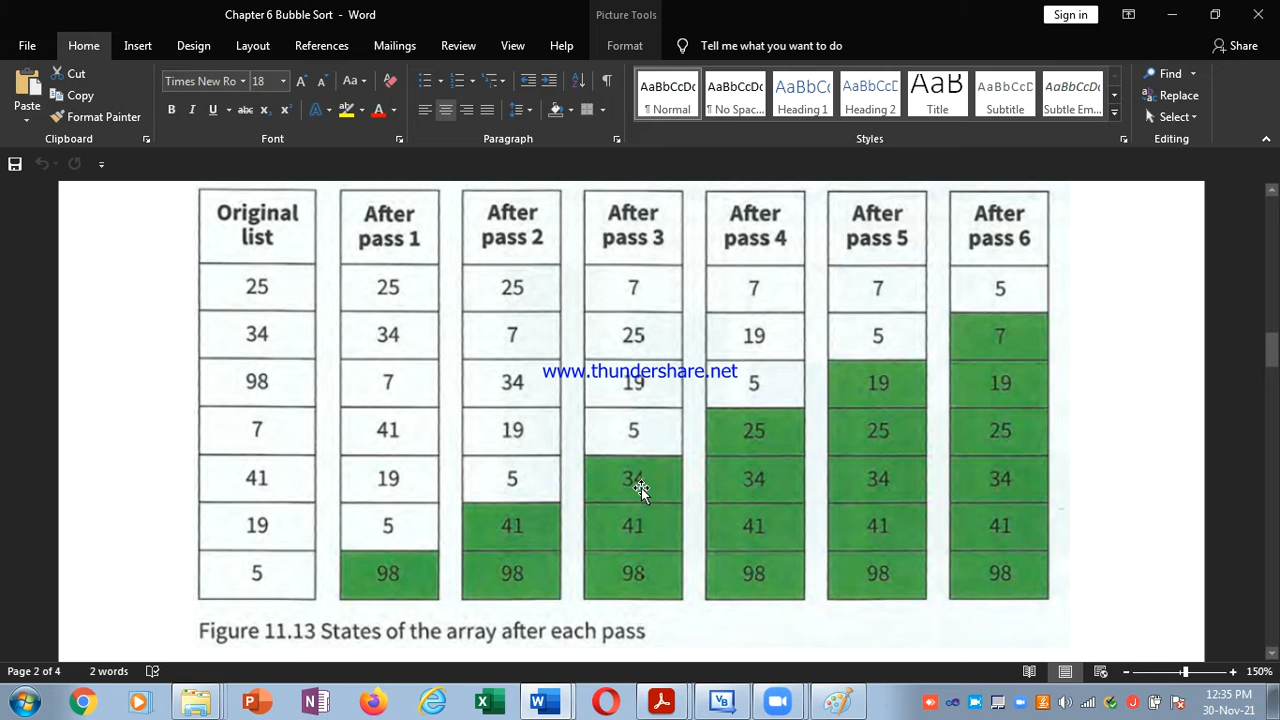 Chapter 6 Bubble Sort - Word
Picture Tools
Sign in
File Home Insert Design Layout References Mailings Review View Help Format Tell me what you want to do Share
Paste
Cut
Copy
Format Painter
Clipboard
Times New Ro 18
Font
Paragraph
AaBbCcDd AaBbCcDd AaBbCc AaBbCcD AaB AaBbCcD AaBbCcDd
¶ Normal ¶ No Spac... Heading 1 Heading 2 Title Subtitle Subtle Em...
Styles
Find
Replace
Select
Editing
Original list After pass 1 After pass 2 After pass 3 After pass 4 After pass 5 After pass 6
25 25 25 7 7 7 5
34 34 7 25 19 5 7
98 7 34 19 5 19 19
www.thundershare.net
7 41 19 5 25 25 25
41 19 5 34 34 34 34
19 5 41 41 41 41 41
5 98 98 98 98 98 98
Figure 11.13 States of the array after each pass
Page 2 of 4 2 words 150%
12:35 PM
30-Nov-21